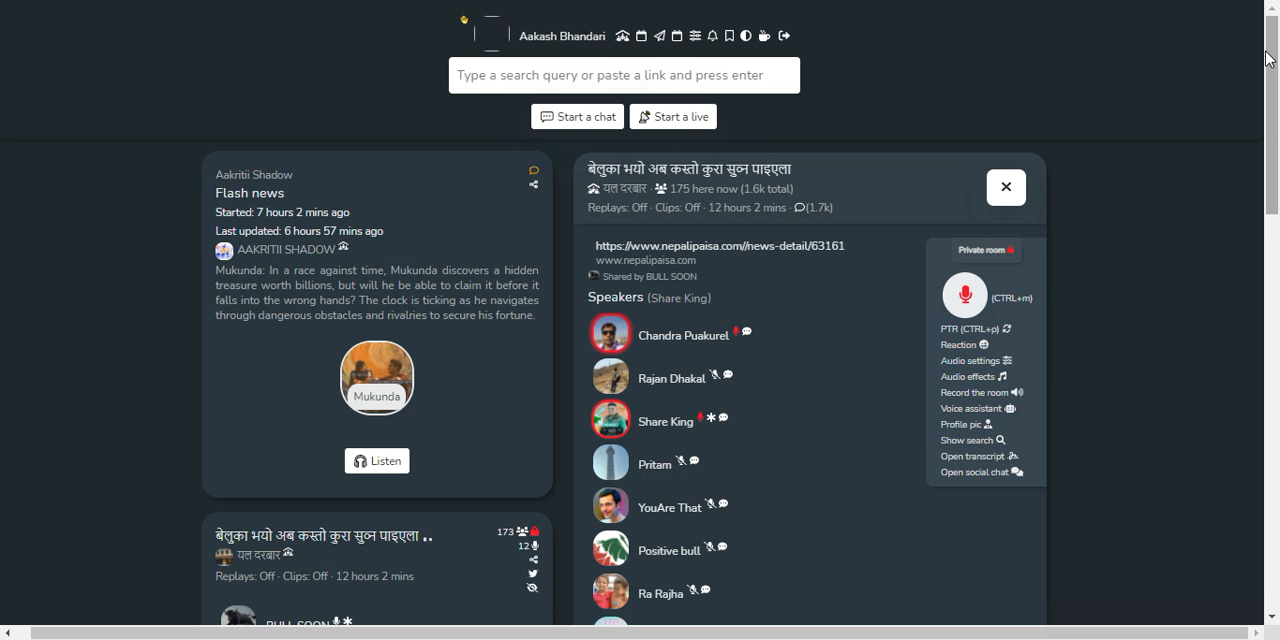 Aakash Bhandari
Type a search query or paste a link and press enter
Start a chat
Start a live
Aakritii Shadow
Flash news
Started: 7 hours 2 mins ago
Last updated: 6 hours 57 mins ago
AAKRITII SHADOW
Mukunda: In a race against time, Mukunda discovers a hidden
treasure worth billions, but will he be able to claim it before it
falls into the wrong hands? The clock is ticking as he navigates
through dangerous obstacles and rivalries to secure his fortune.
Mukunda
Listen
बेलुका भयो अब कस्तो कुरा सुन्न पाइएला ..
173
12
यल दरबार
Replays: Off · Clips: Off · 12 hours 2 mins
BULL SOON
बेलुका भयो अब कस्तो कुरा सुन्न पाइएला
यल दरबार · 175 here now (1.6k total)
Replays: Off · Clips: Off · 12 hours 2 mins · (1.7k)
https://www.nepalipaisa.com//news-detail/63161
www.nepalipaisa.com
Shared by BULL SOON
Speakers (Share King)
Chandra Puakurel
Rajan Dhakal
Share King
Pritam
YouAre That
Positive bull
Ra Rajha
Private room
(CTRL+m)
PTR (CTRL+p)
Reaction
Audio settings
Audio effects
Record the room
Voice assistant
Profile pic
Show search
Open transcript
Open social chat